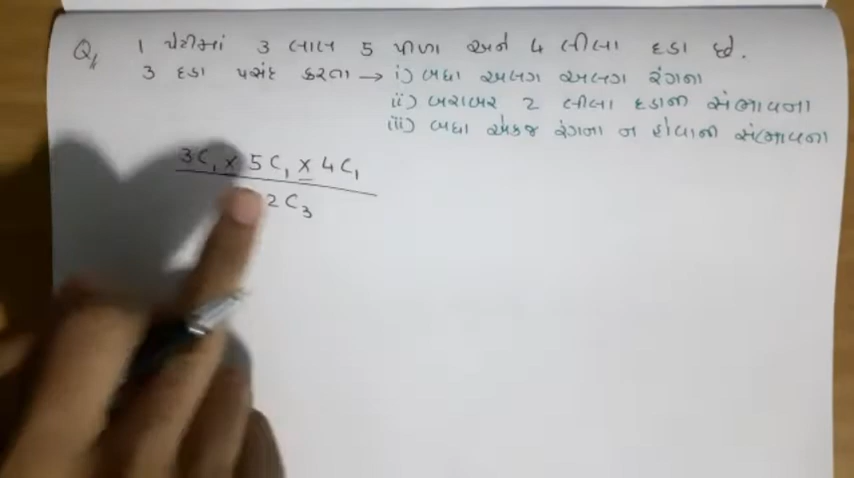 Q, 1 પેટીમાં 3 લાલ 5 પીળા અને 4 લીલા દડા છે.
3 દડા પસંદ કરતા → i) બધા અલગ અલગ રંગના
ii) બરાબર 2 લીલા દડાની સંભાવના
iii) બધા એકજ રંગના ન હોવાની સંભાવના
3C₁ × 5C₁ × 4C₁
2C₃